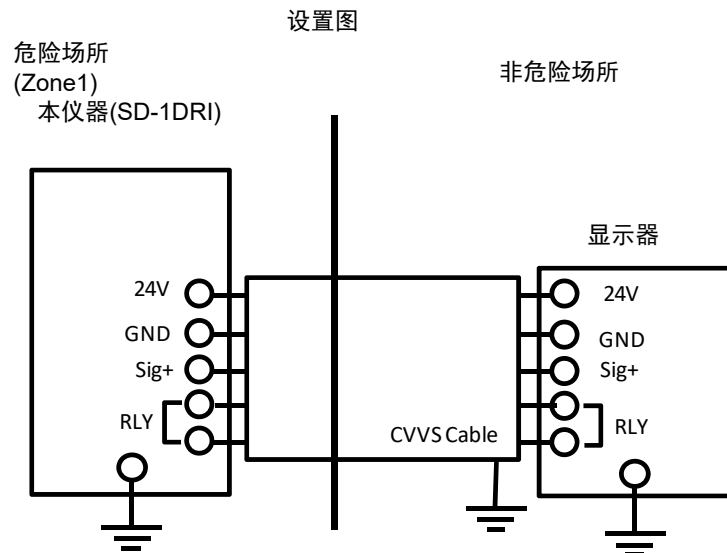 设置图
危险场所
(Zone1)
本仪器(SD-1DRI)
非危险场所
显示器
24V
GND
Sig+
RLY
CVVS Cable
24V
GND
Sig+
RLY